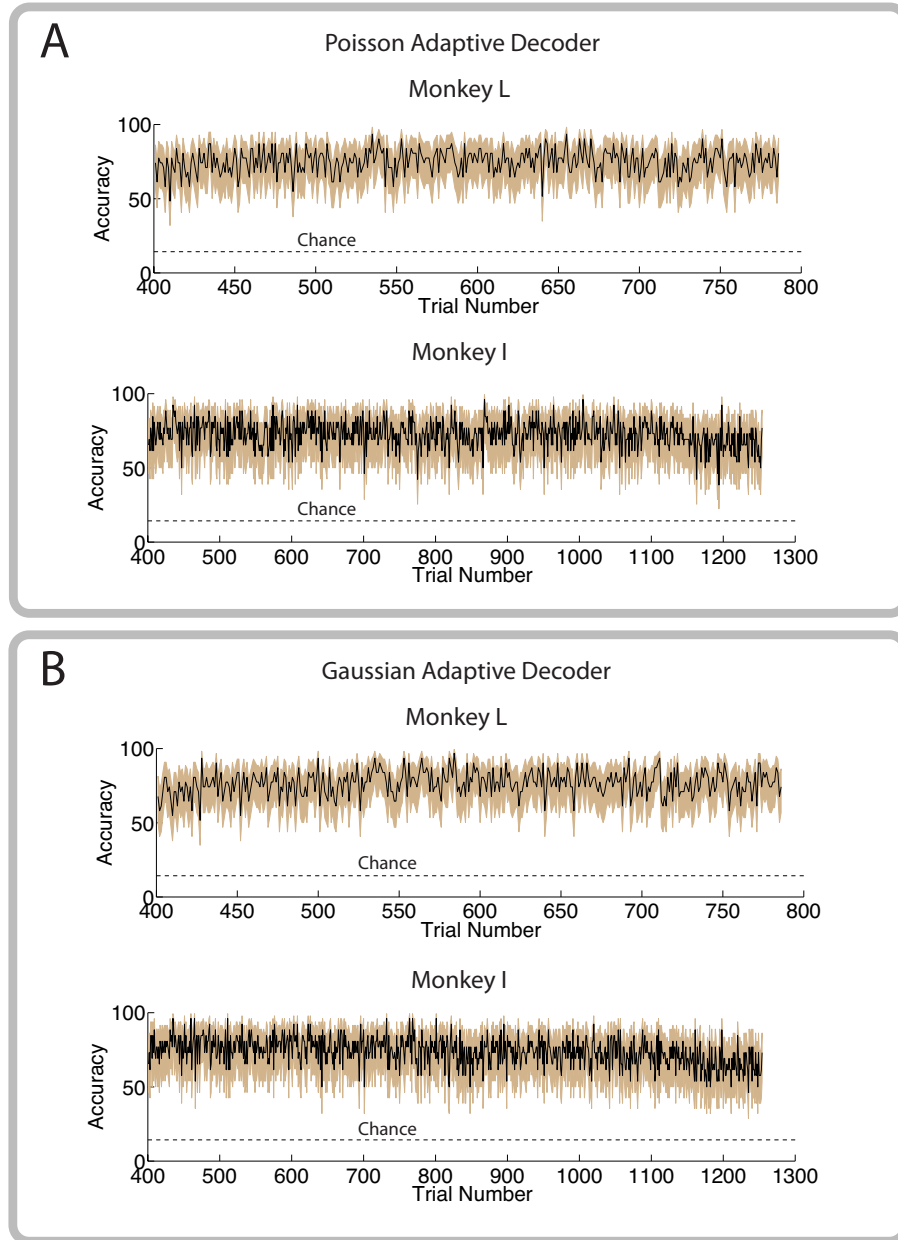 A
Poisson Adaptive Decoder
Monkey L
100
50
0
Accuracy
Chance
400 450 500 550 600 650 700 750 800
Trial Number
Monkey I
100
50
0
Accuracy
Chance
400 500 600 700 800 900 1000 1100 1200 1300
Trial Number
B
Gaussian Adaptive Decoder
Monkey L
100
50
0
Accuracy
Chance
400 450 500 550 600 650 700 750 800
Trial Number
Monkey I
100
50
0
Accuracy
Chance
400 500 600 700 800 900 1000 1100 1200 1300
Trial Number